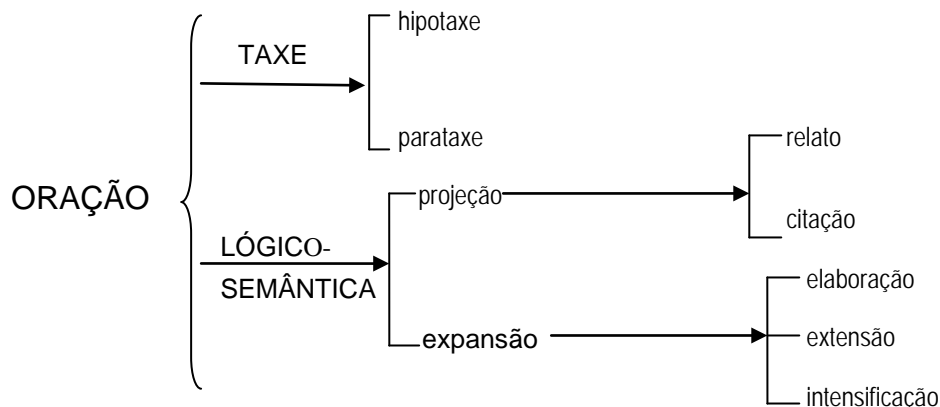 hipotaxe
TAXE
parataxe
relato
ORAÇÃO
projeção
citação
LÓGICO-
SEMÂNTICA
elaboração
expansão
extensão
intensificação